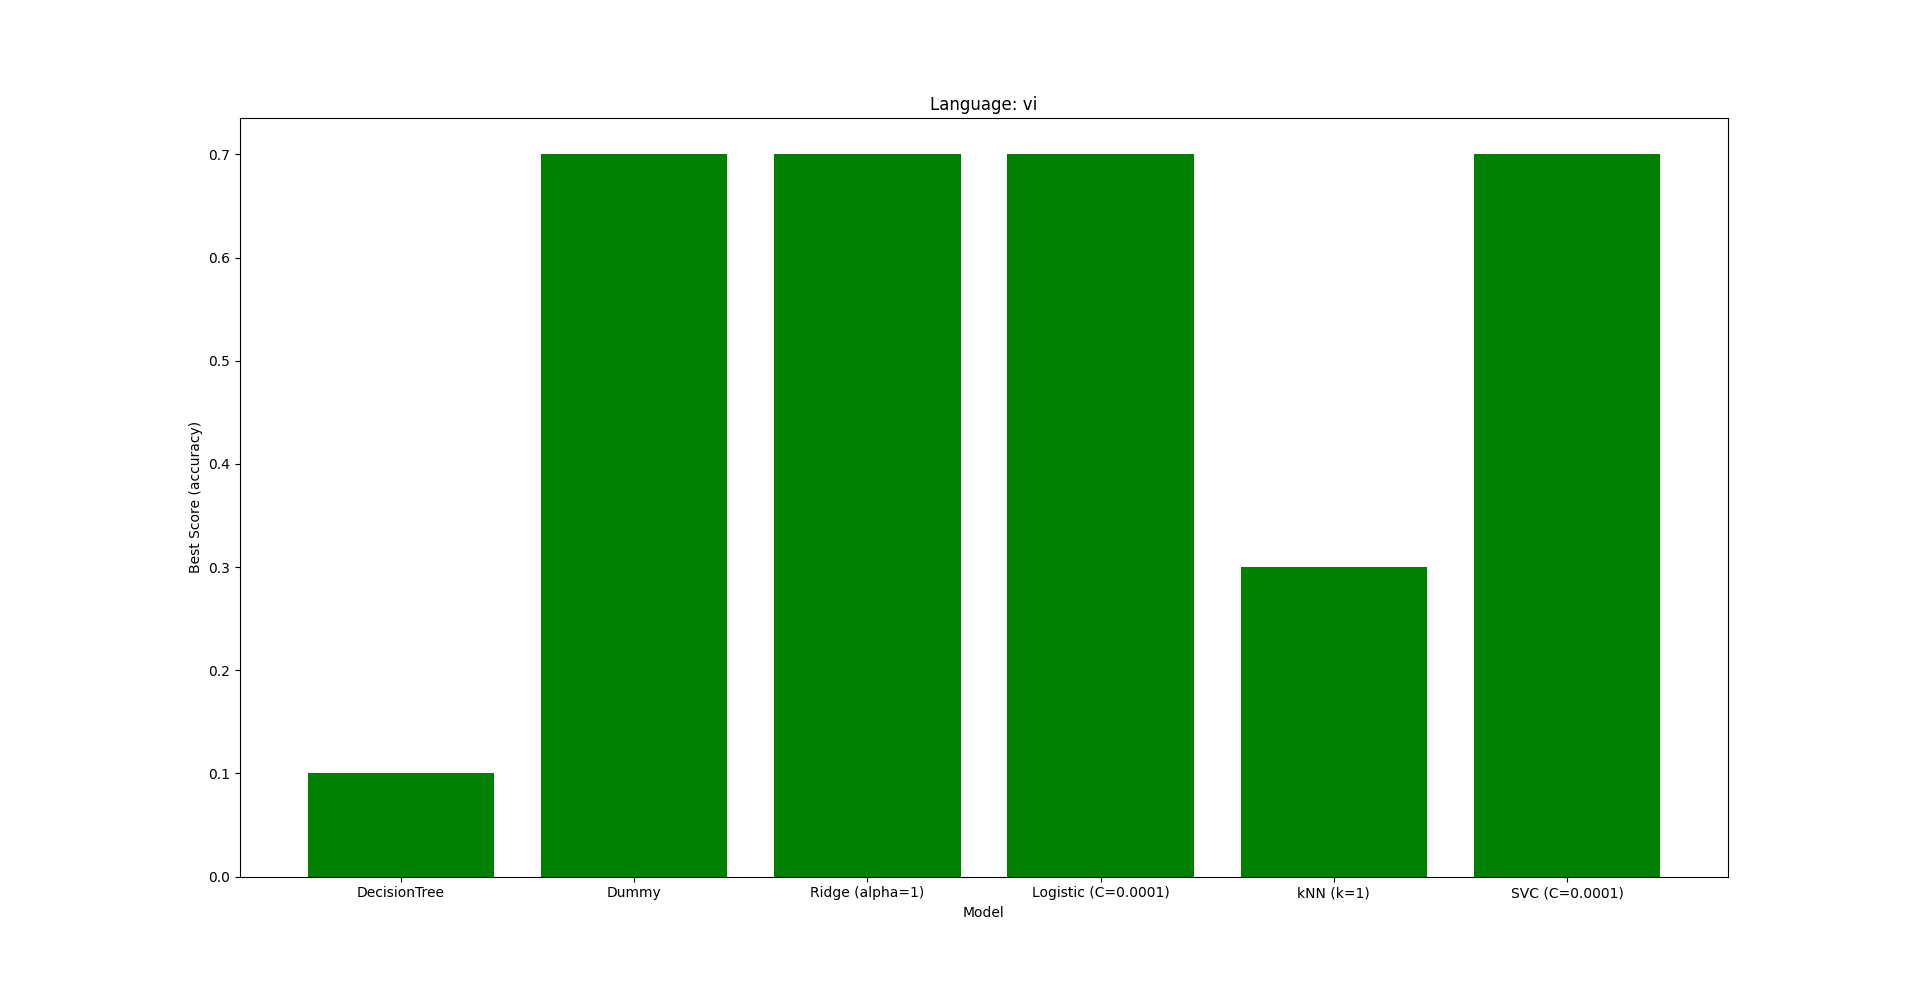 Language: vi
Best Score (accuracy)
0.7
0.6
0.5
0.4
0.3
0.2
0.1
0.0
DecisionTree
Dummy
Ridge (alpha=1)
Logistic (C=0.0001)
kNN (k=1)
SVC (C=0.0001)
Model